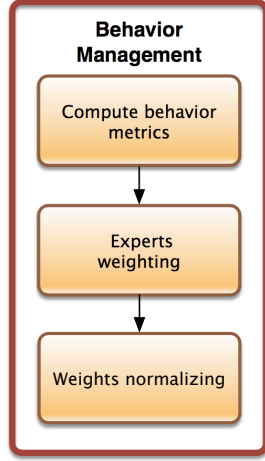 Behavior
Management
Compute behavior
metrics
Experts
weighting
Weights normalizing